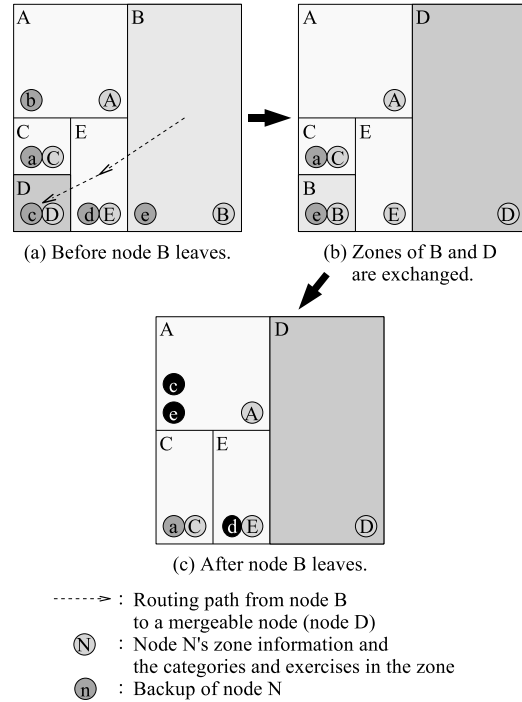 A B
b A
C E
a C
D
c D d E e B
(a) Before node B leaves.
A D
A
C E
a C
B
e B E D
(b) Zones of B and D
are exchanged.
A D
c
e A
C E
a C d E D
(c) After node B leaves.
: Routing path from node B
to a mergeable node (node D)
N : Node N's zone information and
the categories and exercises in the zone
n : Backup of node N